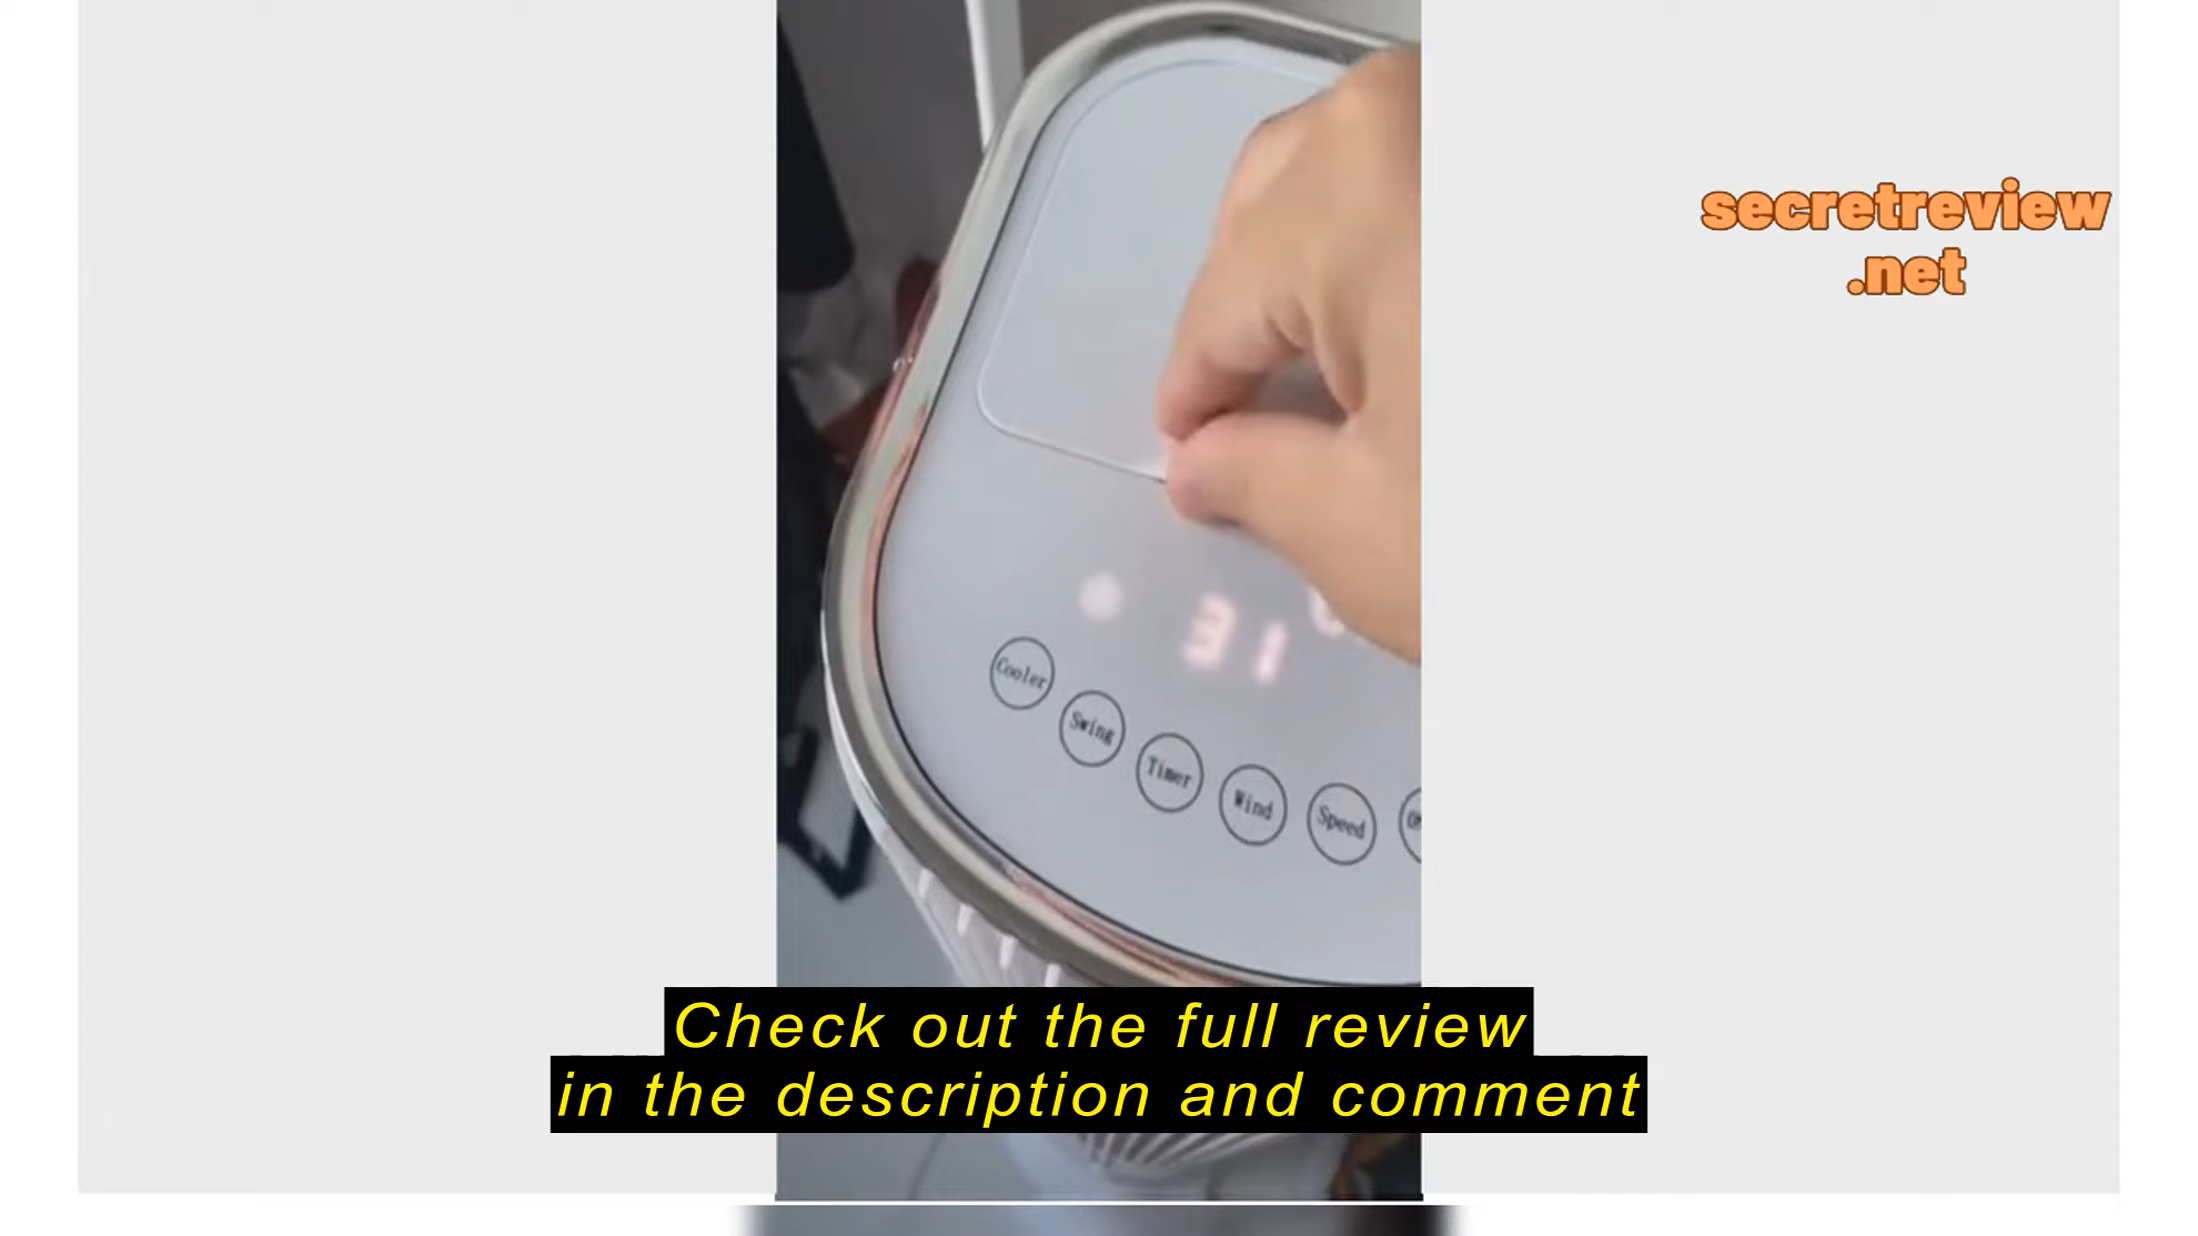 secretreview
.net
31
Cooler
Swing
Timer
Wind
Speed
Check out the full review
in the description and comment